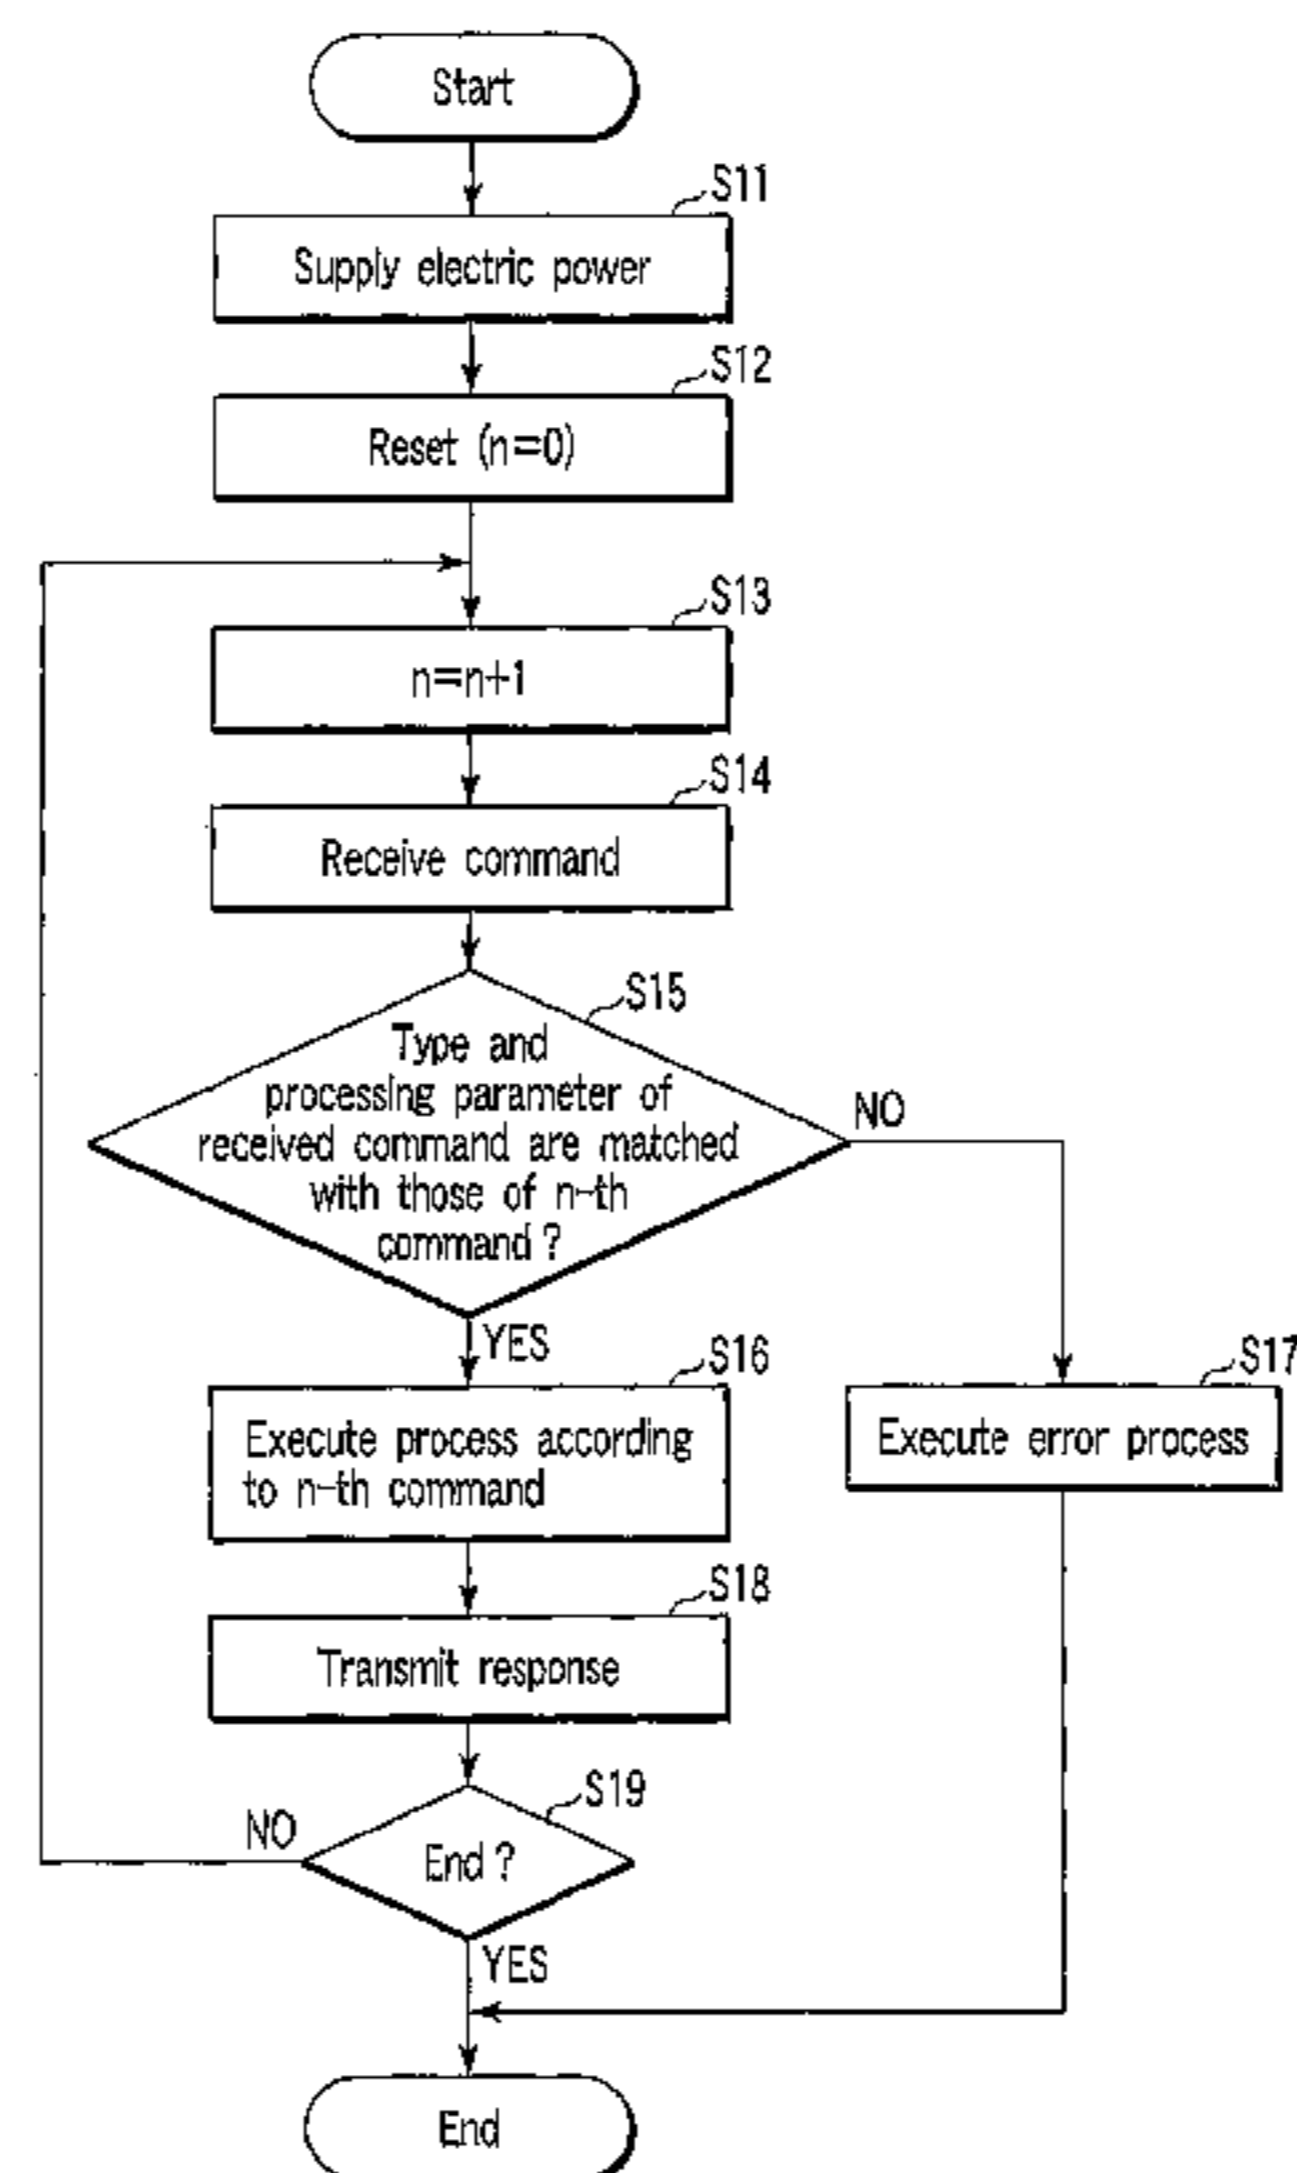 Start
S11
Supply electric power
S12
Reset (n=0)
S13
n=n+1
S14
Receive command
S15
Type and
processing parameter of
received command are matched
with those of n-th
command?
NO
YES
S16
Execute process according
to n-th command
S17
Execute error process
S18
Transmit response
S19
End?
NO
YES
End